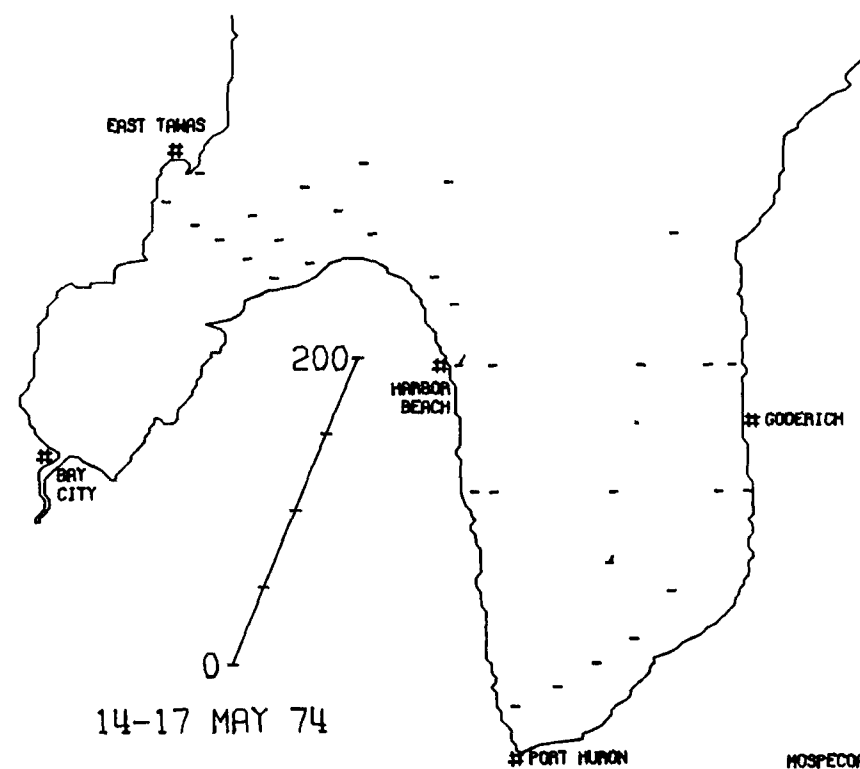 EAST TAWAS
#
200
#
HARBOR
BEACH
# GODERICH
#
BAY
CITY
0
14-17 MAY 74
# PORT HURON